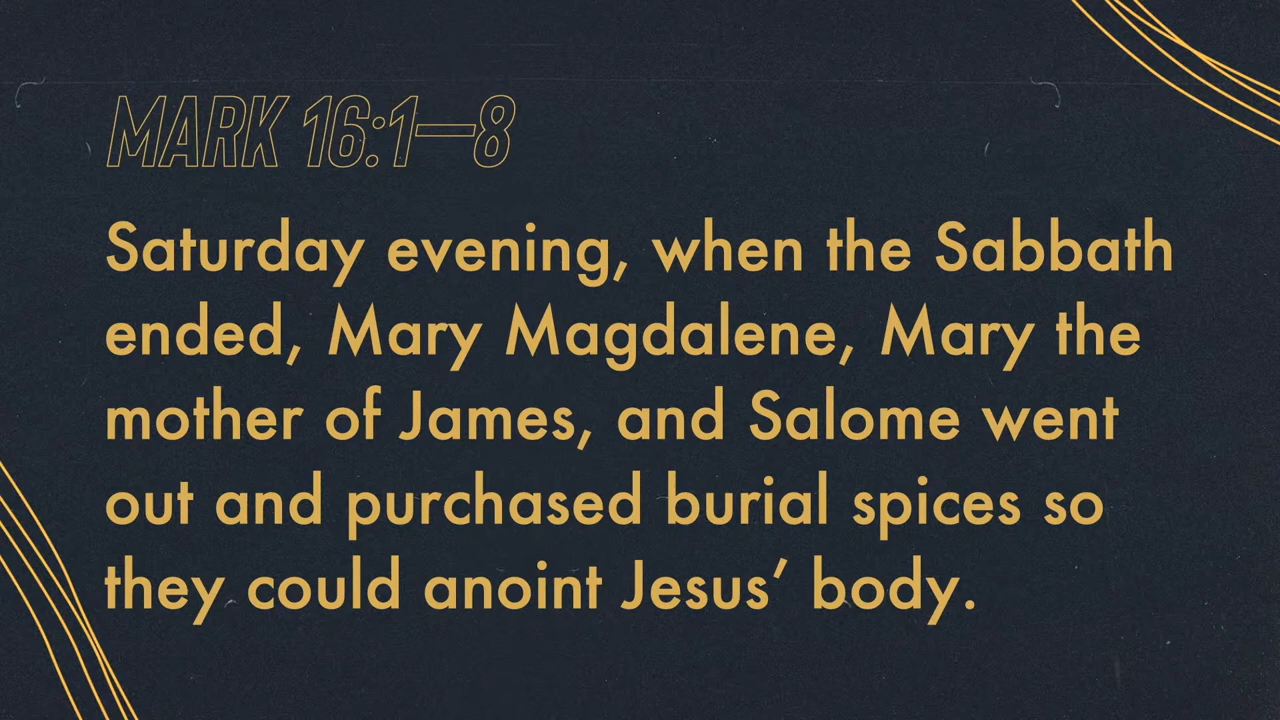 MARK 16:1—8
Saturday evening, when the Sabbath
ended, Mary Magdalene, Mary the
mother of James, and Salome went
out and purchased burial spices so
they could anoint Jesus’ body.